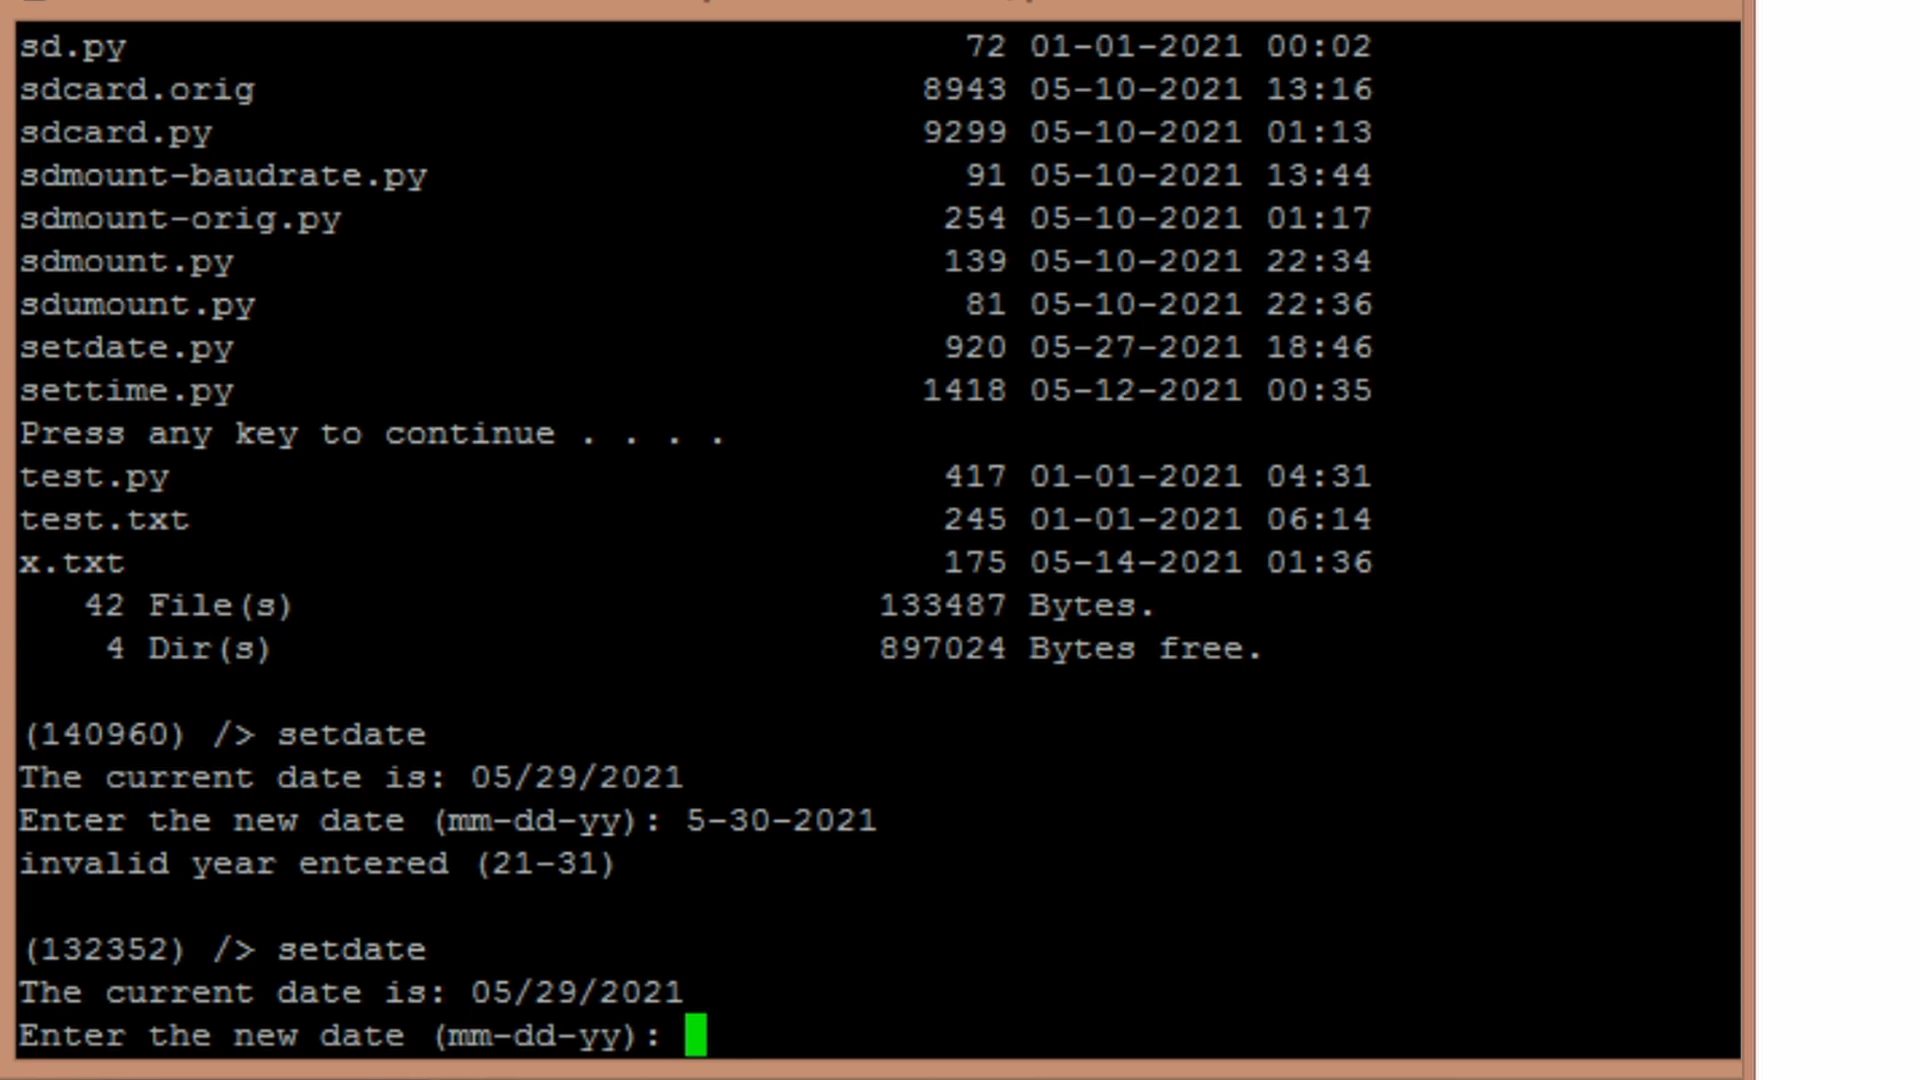 sd.py 72 01-01-2021 00:02
sdcard.orig 8943 05-10-2021 13:16
sdcard.py 9299 05-10-2021 01:13
sdmount-baudrate.py 91 05-10-2021 13:44
sdmount-orig.py 254 05-10-2021 01:17
sdmount.py 139 05-10-2021 22:34
sdumount.py 81 05-10-2021 22:36
setdate.py 920 05-27-2021 18:46
settime.py 1418 05-12-2021 00:35
Press any key to continue . . . .
test.py 417 01-01-2021 04:31
test.txt 245 01-01-2021 06:14
x.txt 175 05-14-2021 01:36
42 File(s) 133487 Bytes.
4 Dir(s) 897024 Bytes free.
(140960) /> setdate
The current date is: 05/29/2021
Enter the new date (mm-dd-yy): 5-30-2021
invalid year entered (21-31)
(132352) /> setdate
The current date is: 05/29/2021
Enter the new date (mm-dd-yy):